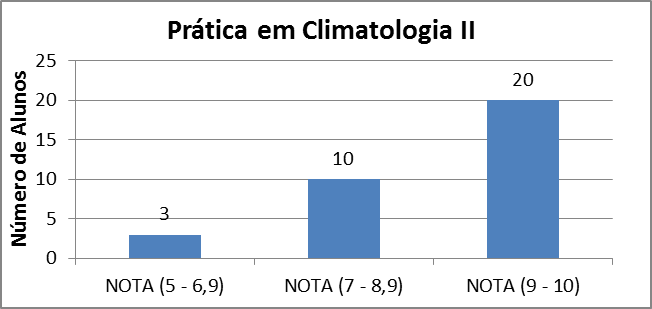 Prática em Climatologia II
Número de Alunos
25
20
15
10
5
0
3
10
20
NOTA (5 - 6,9)
NOTA (7 - 8,9)
NOTA (9 - 10)